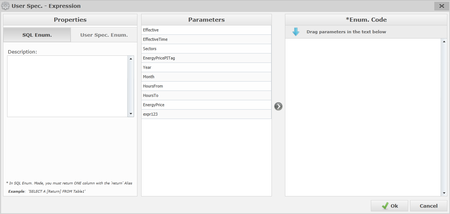 User Spec. - Expression
Properties
SQL Enum.
User Spec. Enum.
Description:
* In SQL Enum. Mode, you must return ONE column with the 'return' Alias
Example: 'SELECT A [Return] FROM Table1'
Parameters
Effective
EffectiveTime
Sectors
EnergyPricePITag
Year
Month
HoursFrom
HoursTo
EnergyPrice
expr123
*Enum. Code
Drag parameters in the text below
Ok
Cancel